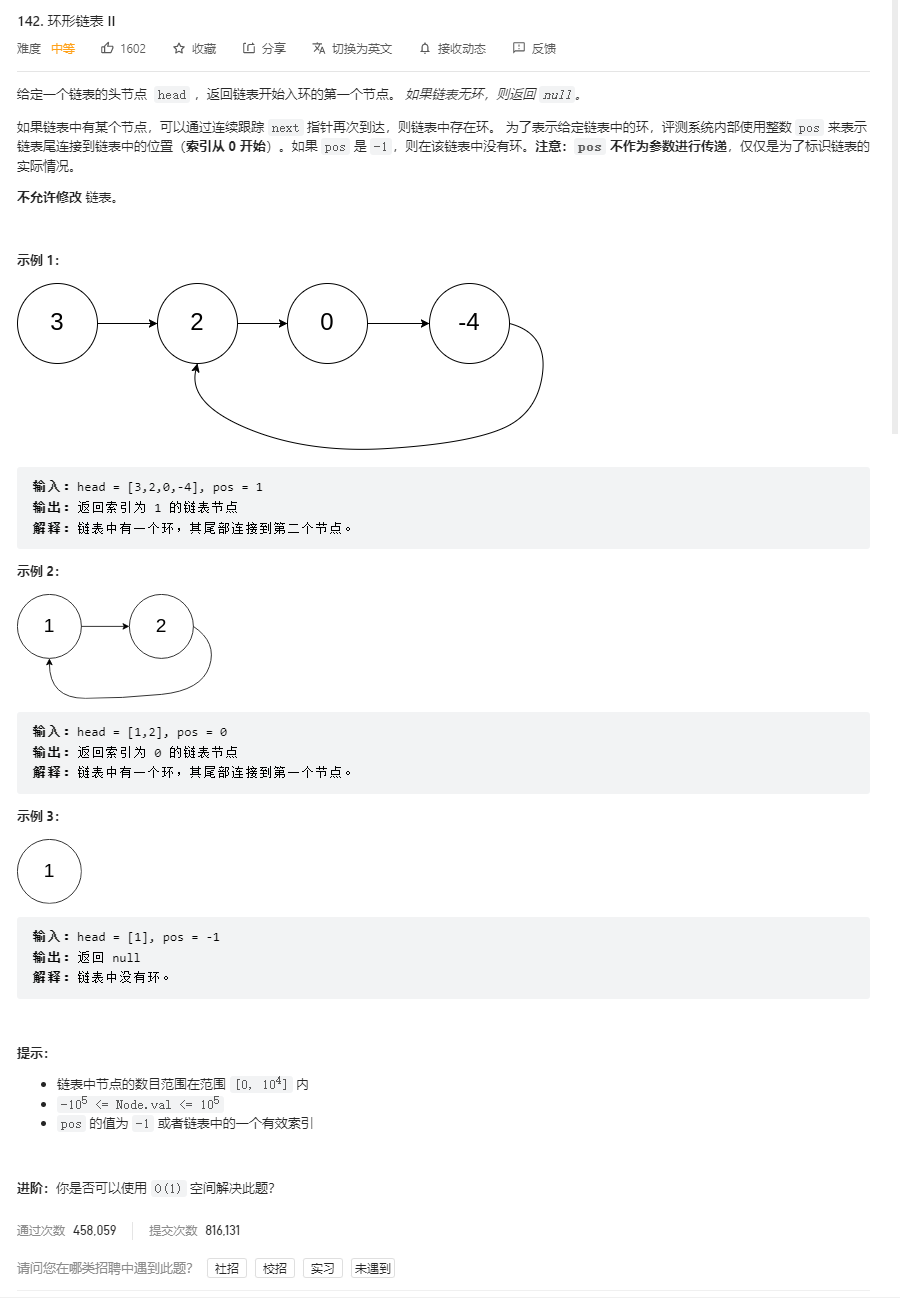 142. 环形链表 II
难度 中等 1602 收藏 分享 切换为英文 接收动态 反馈
给定一个链表的头节点 head ，返回链表开始入环的第一个节点。 如果链表无环，则返回 null。
如果链表中有某个节点，可以通过连续跟踪 next 指针再次到达，则链表中存在环。 为了表示给定链表中的环，评测系统内部使用整数 pos 来表示
链表尾连接到链表中的位置（索引从 0 开始）。如果 pos 是 -1，则在该链表中没有环。注意：pos 不作为参数进行传递，仅仅是为了标识链表的
实际情况。
不允许修改 链表。
示例 1：
3 2 0 -4
输入：head = [3,2,0,-4], pos = 1
输出：返回索引为 1 的链表节点
解释：链表中有一个环，其尾部连接到第二个节点。
示例 2：
1 2
输入：head = [1,2], pos = 0
输出：返回索引为 0 的链表节点
解释：链表中有一个环，其尾部连接到第一个节点。
示例 3：
1
输入：head = [1], pos = -1
输出：返回 null
解释：链表中没有环。
提示：
• 链表中节点的数目范围在范围 [0, 10⁴] 内
• -10⁵ <= Node.val <= 10⁵
• pos 的值为 -1 或者链表中的一个有效索引
进阶：你是否可以使用 O(1) 空间解决此题？
通过次数 458,059 提交次数 816,131
请问您在哪类招聘中遇到此题？ 社招 校招 实习 未遇到